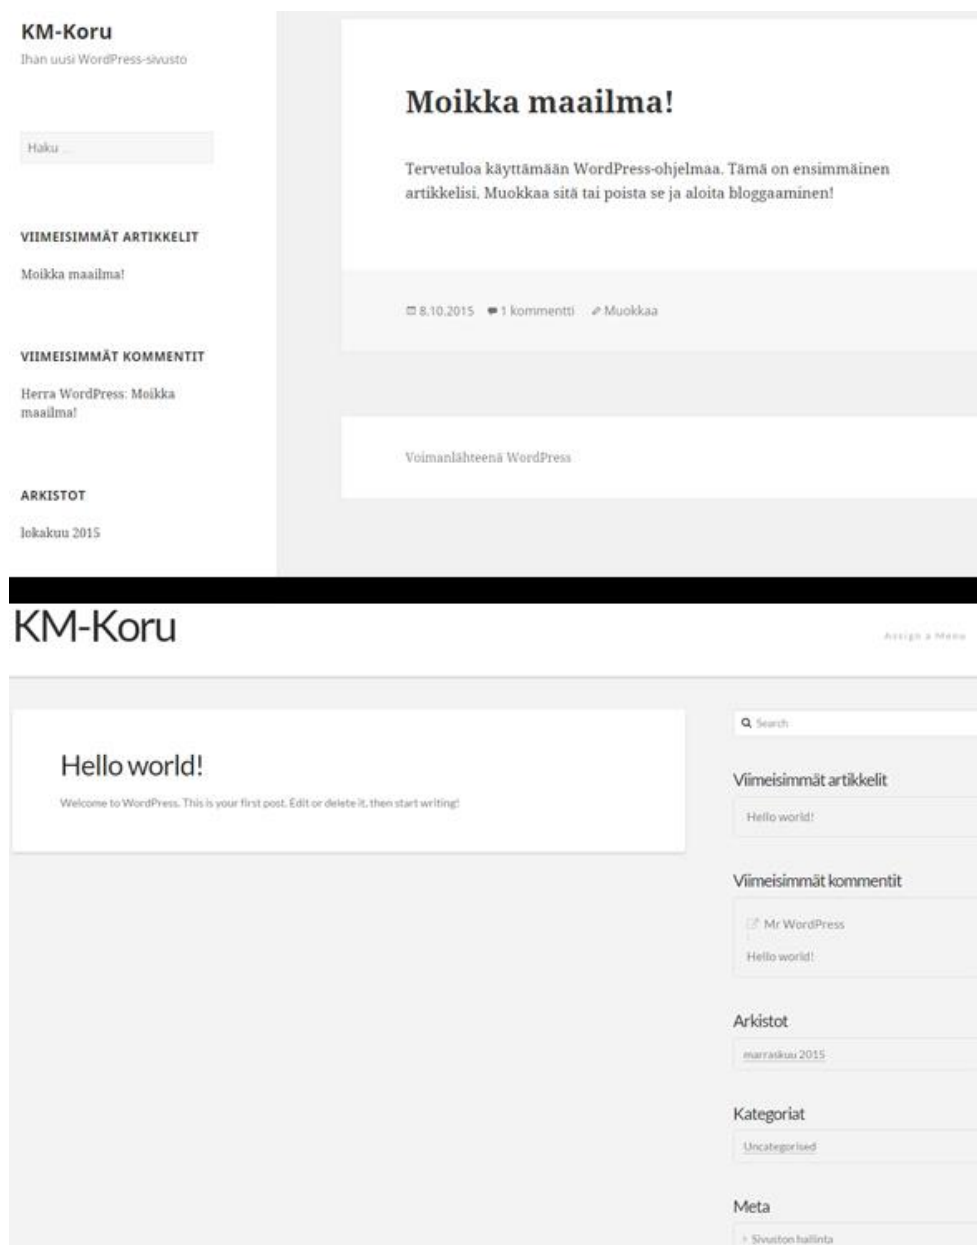 KM-Koru
Ihan uusi WordPress-sivusto
Haku ...
VIIMEISIMMÄT ARTIKKELIT
Moikka maailma!
VIIMEISIMMÄT KOMMENTIT
Herra WordPress: Moikka
maailma!
ARKISTOT
lokakuu 2015
Moikka maailma!
Tervetuloa käyttämään WordPress-ohjelmaa. Tämä on ensimmäinen
artikkelisi. Muokkaa sitä tai poista se ja aloita bloggaaminen!
8.10.2015 1 kommentti Muokkaa
Voimanlähteenä WordPress
KM-Koru
Assign a Menu
Hello world!
Welcome to WordPress. This is your first post. Edit or delete it, then start writing!
Search
Viimeisimmät artikkelit
Hello world!
Viimeisimmät kommentit
Mr WordPress
Hello world!
Arkistot
marraskuu 2015
Kategoriat
Uncategorised
Meta
Sivuston hallinta